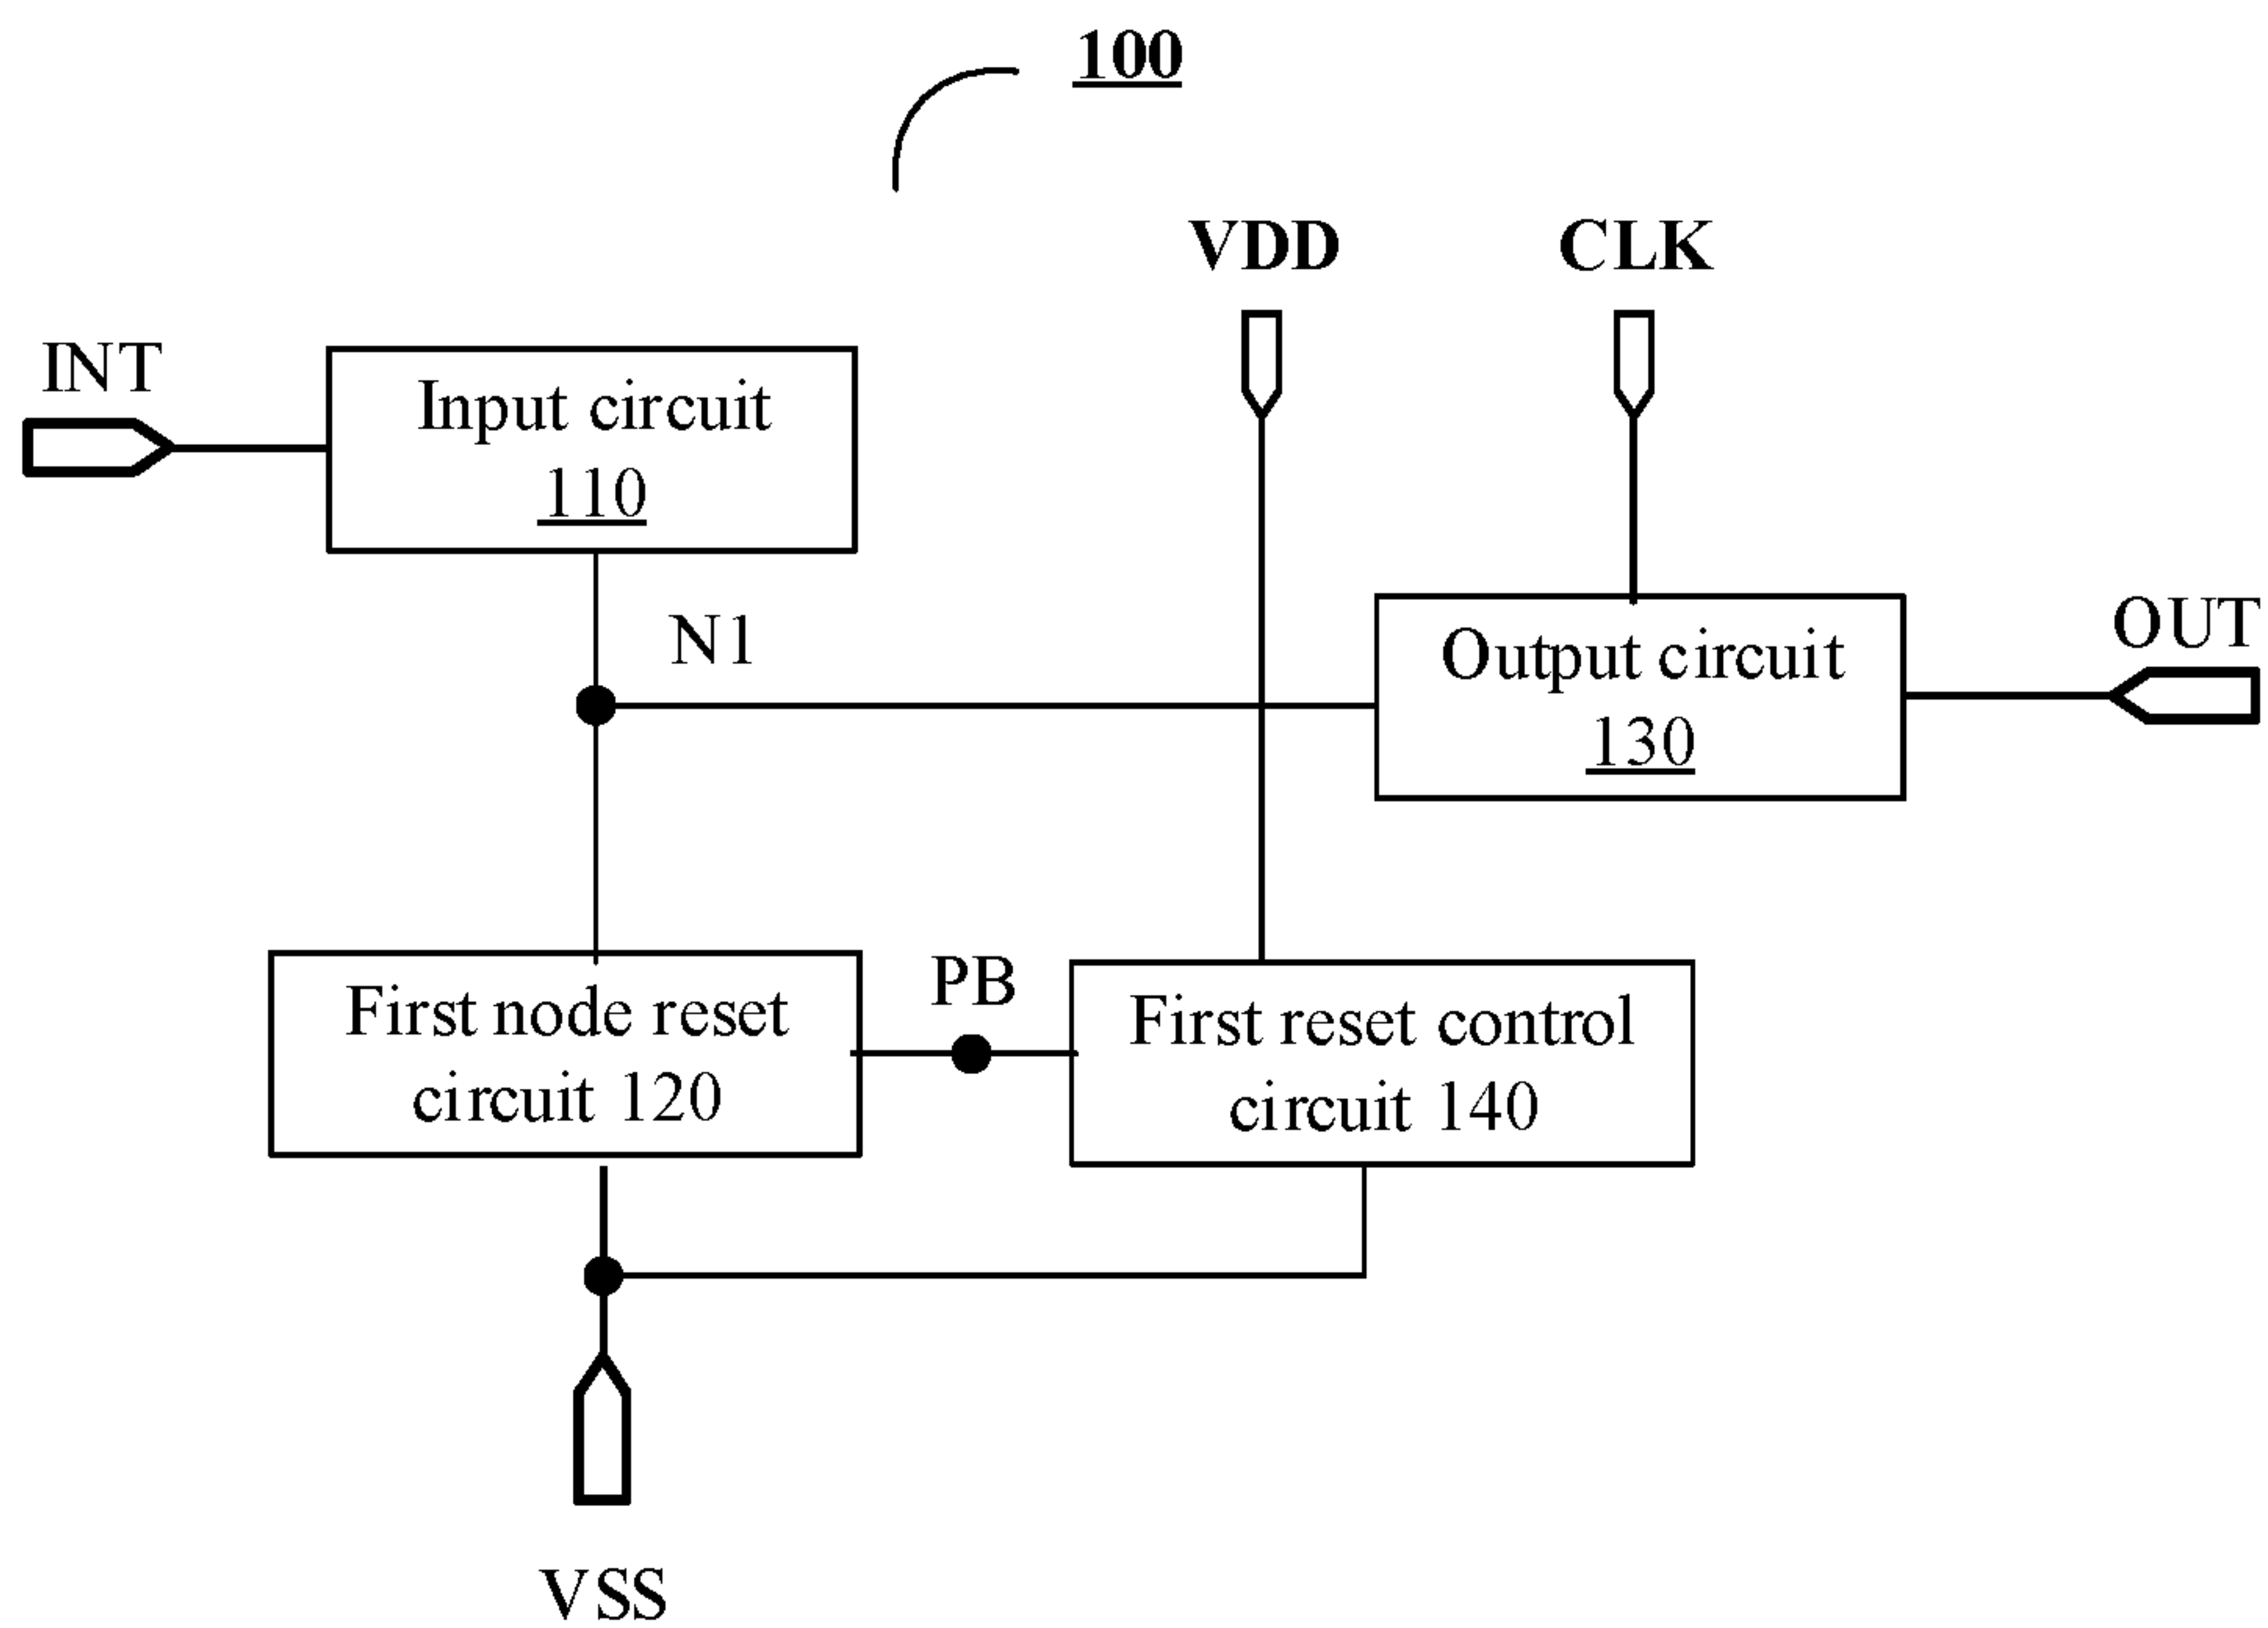 100
VDD
CLK
INT
Input circuit
110
N1
Output circuit
130
OUT
First node reset
circuit 120
PB
First reset control
circuit 140
VSS